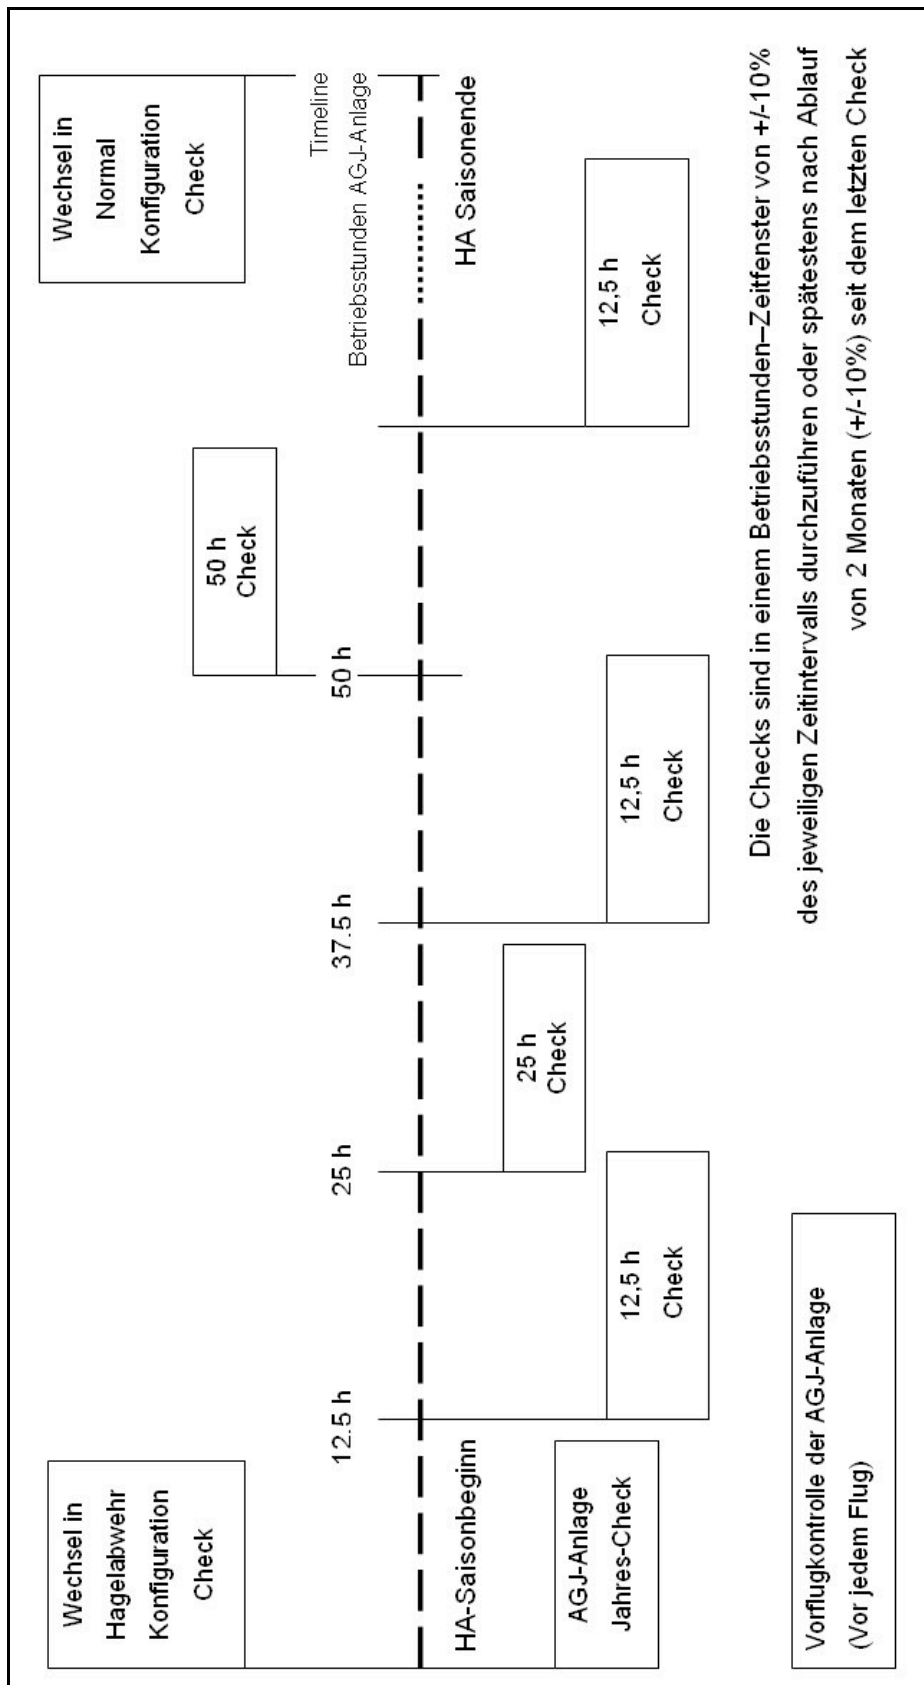 Wechsel in
Hagelabwehr
Konfiguration
Check
50 h
Check
Wechsel in
Normal
Konfiguration
Check
Timeline
12.5 h
25 h
37.5 h
50 h
Betriebsstunden AGJ-Anlage
HA-Saisonbeginn
HA Saisonende
AGJ-Anlage
Jahres-Check
12,5 h
Check
25 h
Check
12,5 h
Check
12,5 h
Check
Die Checks sind in einem Betriebsstunden–Zeitfenster von +/-10%
des jeweiligen Zeitintervalls durchzuführen oder spätestens nach Ablauf
von 2 Monaten (+/-10%) seit dem letzten Check
Vorflugkontrolle der AGJ-Anlage
(Vor jedem Flug)